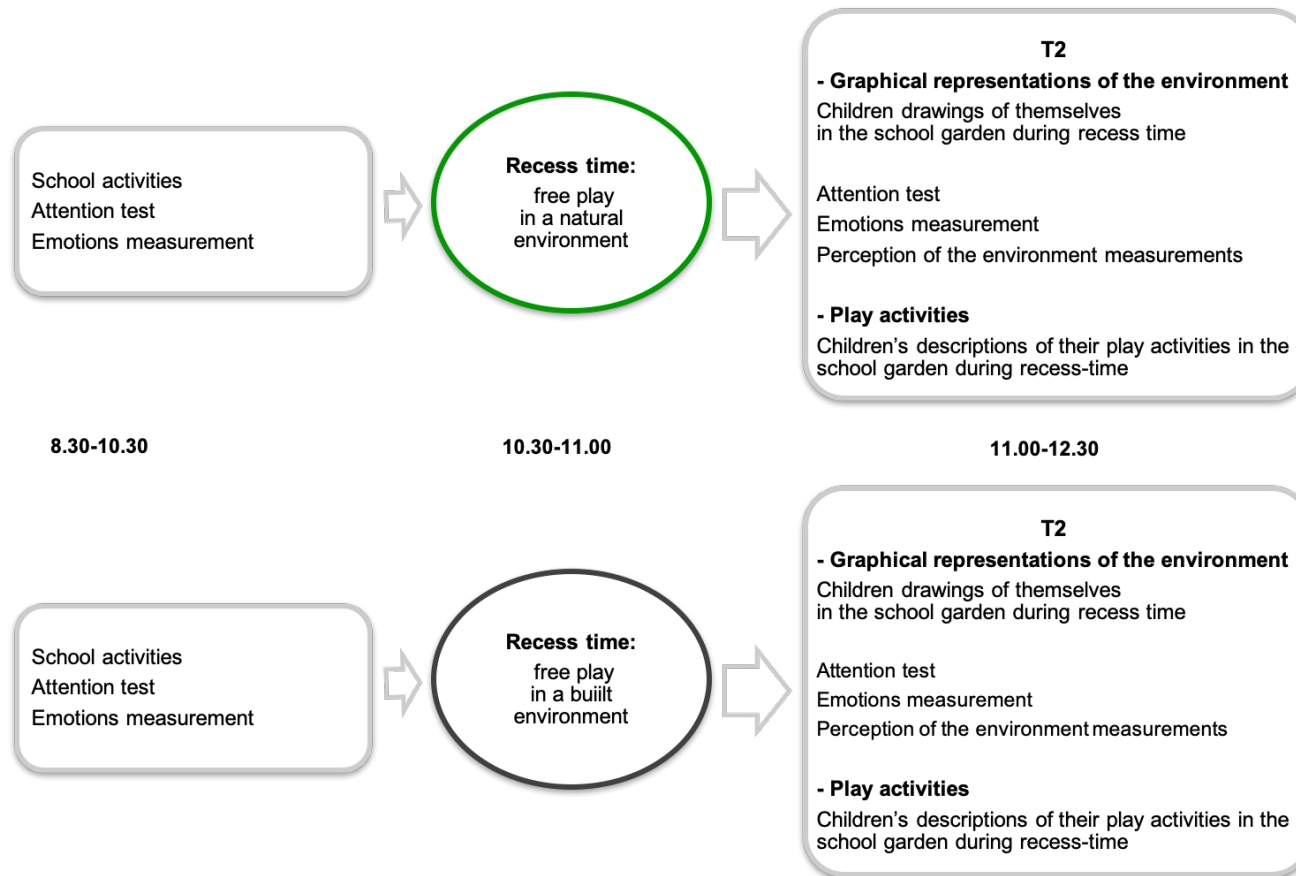 School activities
Attention test
Emotions measurement
Recess time:
free play
in a natural
environment
T2
- Graphical representations of the environment
Children drawings of themselves
in the school garden during recess time
Attention test
Emotions measurement
Perception of the environment measurements
- Play activities
Children's descriptions of their play activities in the
school garden during recess-time
8.30-10.30
10.30-11.00
11.00-12.30
School activities
Attention test
Emotions measurement
Recess time:
free play
in a buiilt
environment
T2
- Graphical representations of the environment
Children drawings of themselves
in the school garden during recess time
Attention test
Emotions measurement
Perception of the environment measurements
- Play activities
Children's descriptions of their play activities in the
school garden during recess-time